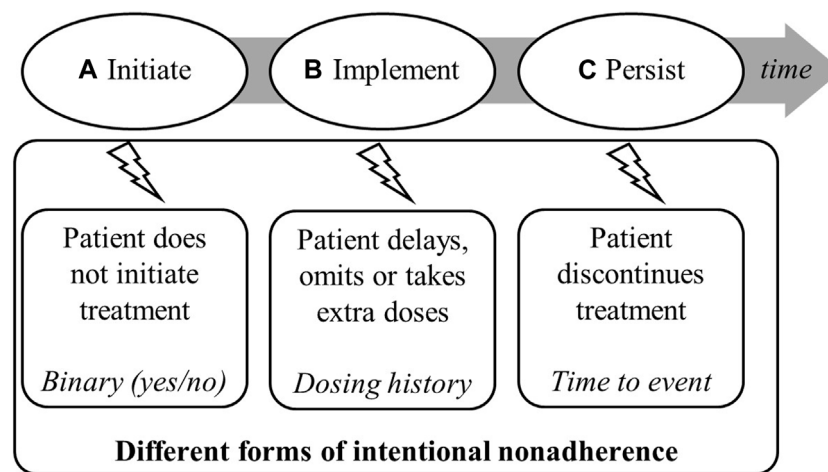 A Initiate
B Implement
C Persist
time
Patient does
not initiate
treatment
Binary (yes/no)
Patient delays,
omits or takes
extra doses
Dosing history
Patient
discontinues
treatment
Time to event
Different forms of intentional nonadherence